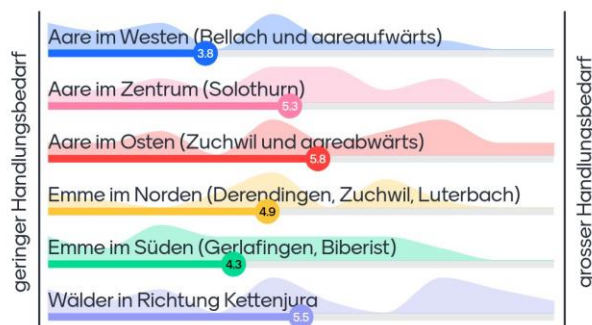 geringer Handlungsbedarf
Aare im Westen (Bellach und aareaufwärts)
3.8
Aare im Zentrum (Solothurn)
5.3
Aare im Osten (Zuchwil und aareabwärts)
5.8
Emme im Norden (Derendingen, Zuchwil, Luterbach)
4.9
Emme im Süden (Gerlafingen, Biberist)
4.3
Wälder in Richtung Kettenjura
5.5
grosser Handlungsbedarf